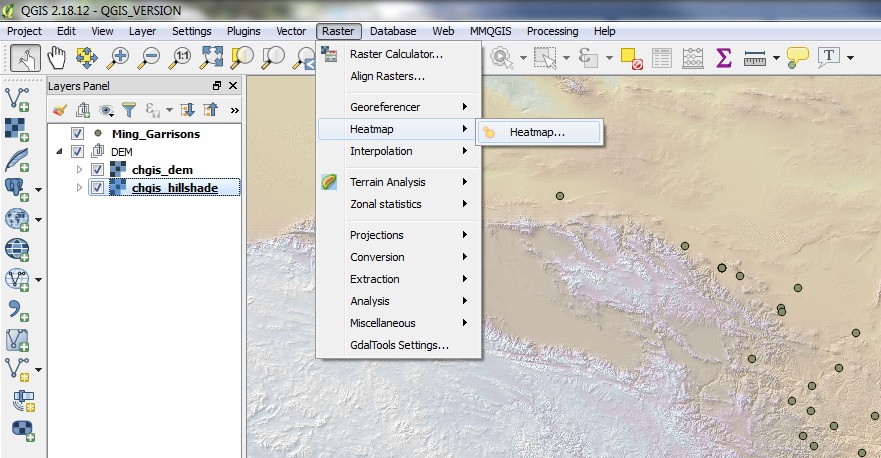 QGIS 2.18.12 - QGIS_VERSION
Project Edit View Layer Settings Plugins Vector Raster Database Web MMQGIS Processing Help
1:1
Σ
T
Layers Panel
ε
»
Ming_Garrisons
DEM
chgis_dem
chgis_hillshade
Raster Calculator...
Align Rasters...
Georeferencer
Heatmap
Heatmap...
Interpolation
Terrain Analysis
Zonal statistics
Projections
Conversion
Extraction
Analysis
Miscellaneous
GdalTools Settings...